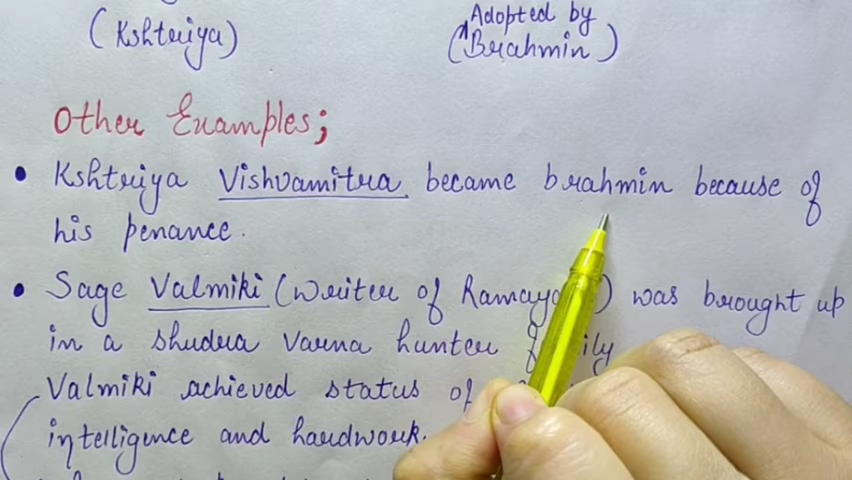 (Kshtriya)
Adopted by
(Brahmin)
Other Examples;
• Kshtriya Vishvamitra became brahmin because of
his penance.
• Sage Valmiki (writer of Ramaya ) was brought up
in a shudra Varna hunter
Valmiki achieved status of
intelligence and hardwork.